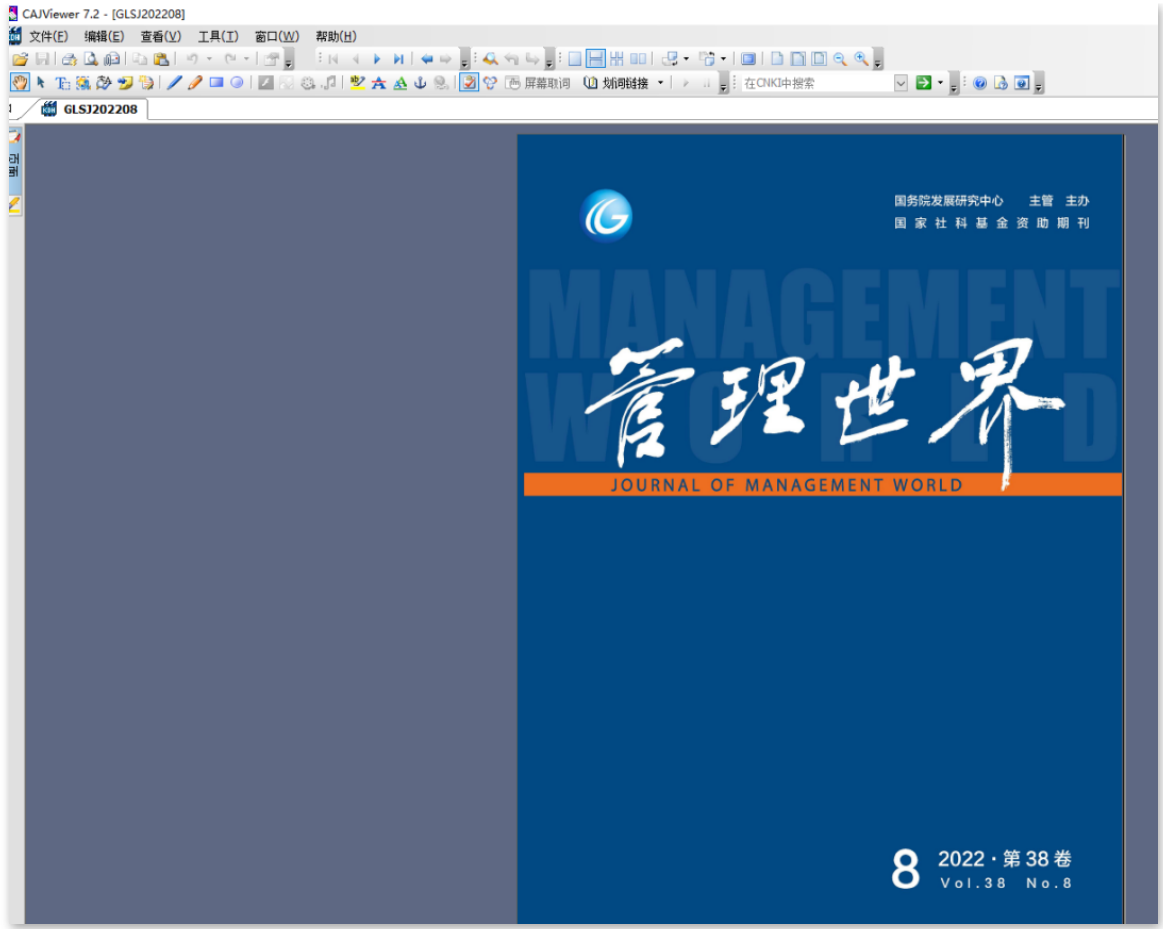 CAJViewer 7.2 - [GLSJ202208]
文件(F) 编辑(E) 查看(V) 工具(T) 窗口(W) 帮助(H)
屏幕取词 划词链接 在CNKI中搜索
GLSJ202208
国务院发展研究中心 主管 主办
国家社科基金资助期刊
MANAGEMENT
WORLD
管理世界
JOURNAL OF MANAGEMENT WORLD
8 2022·第38卷
Vol.38 No.8